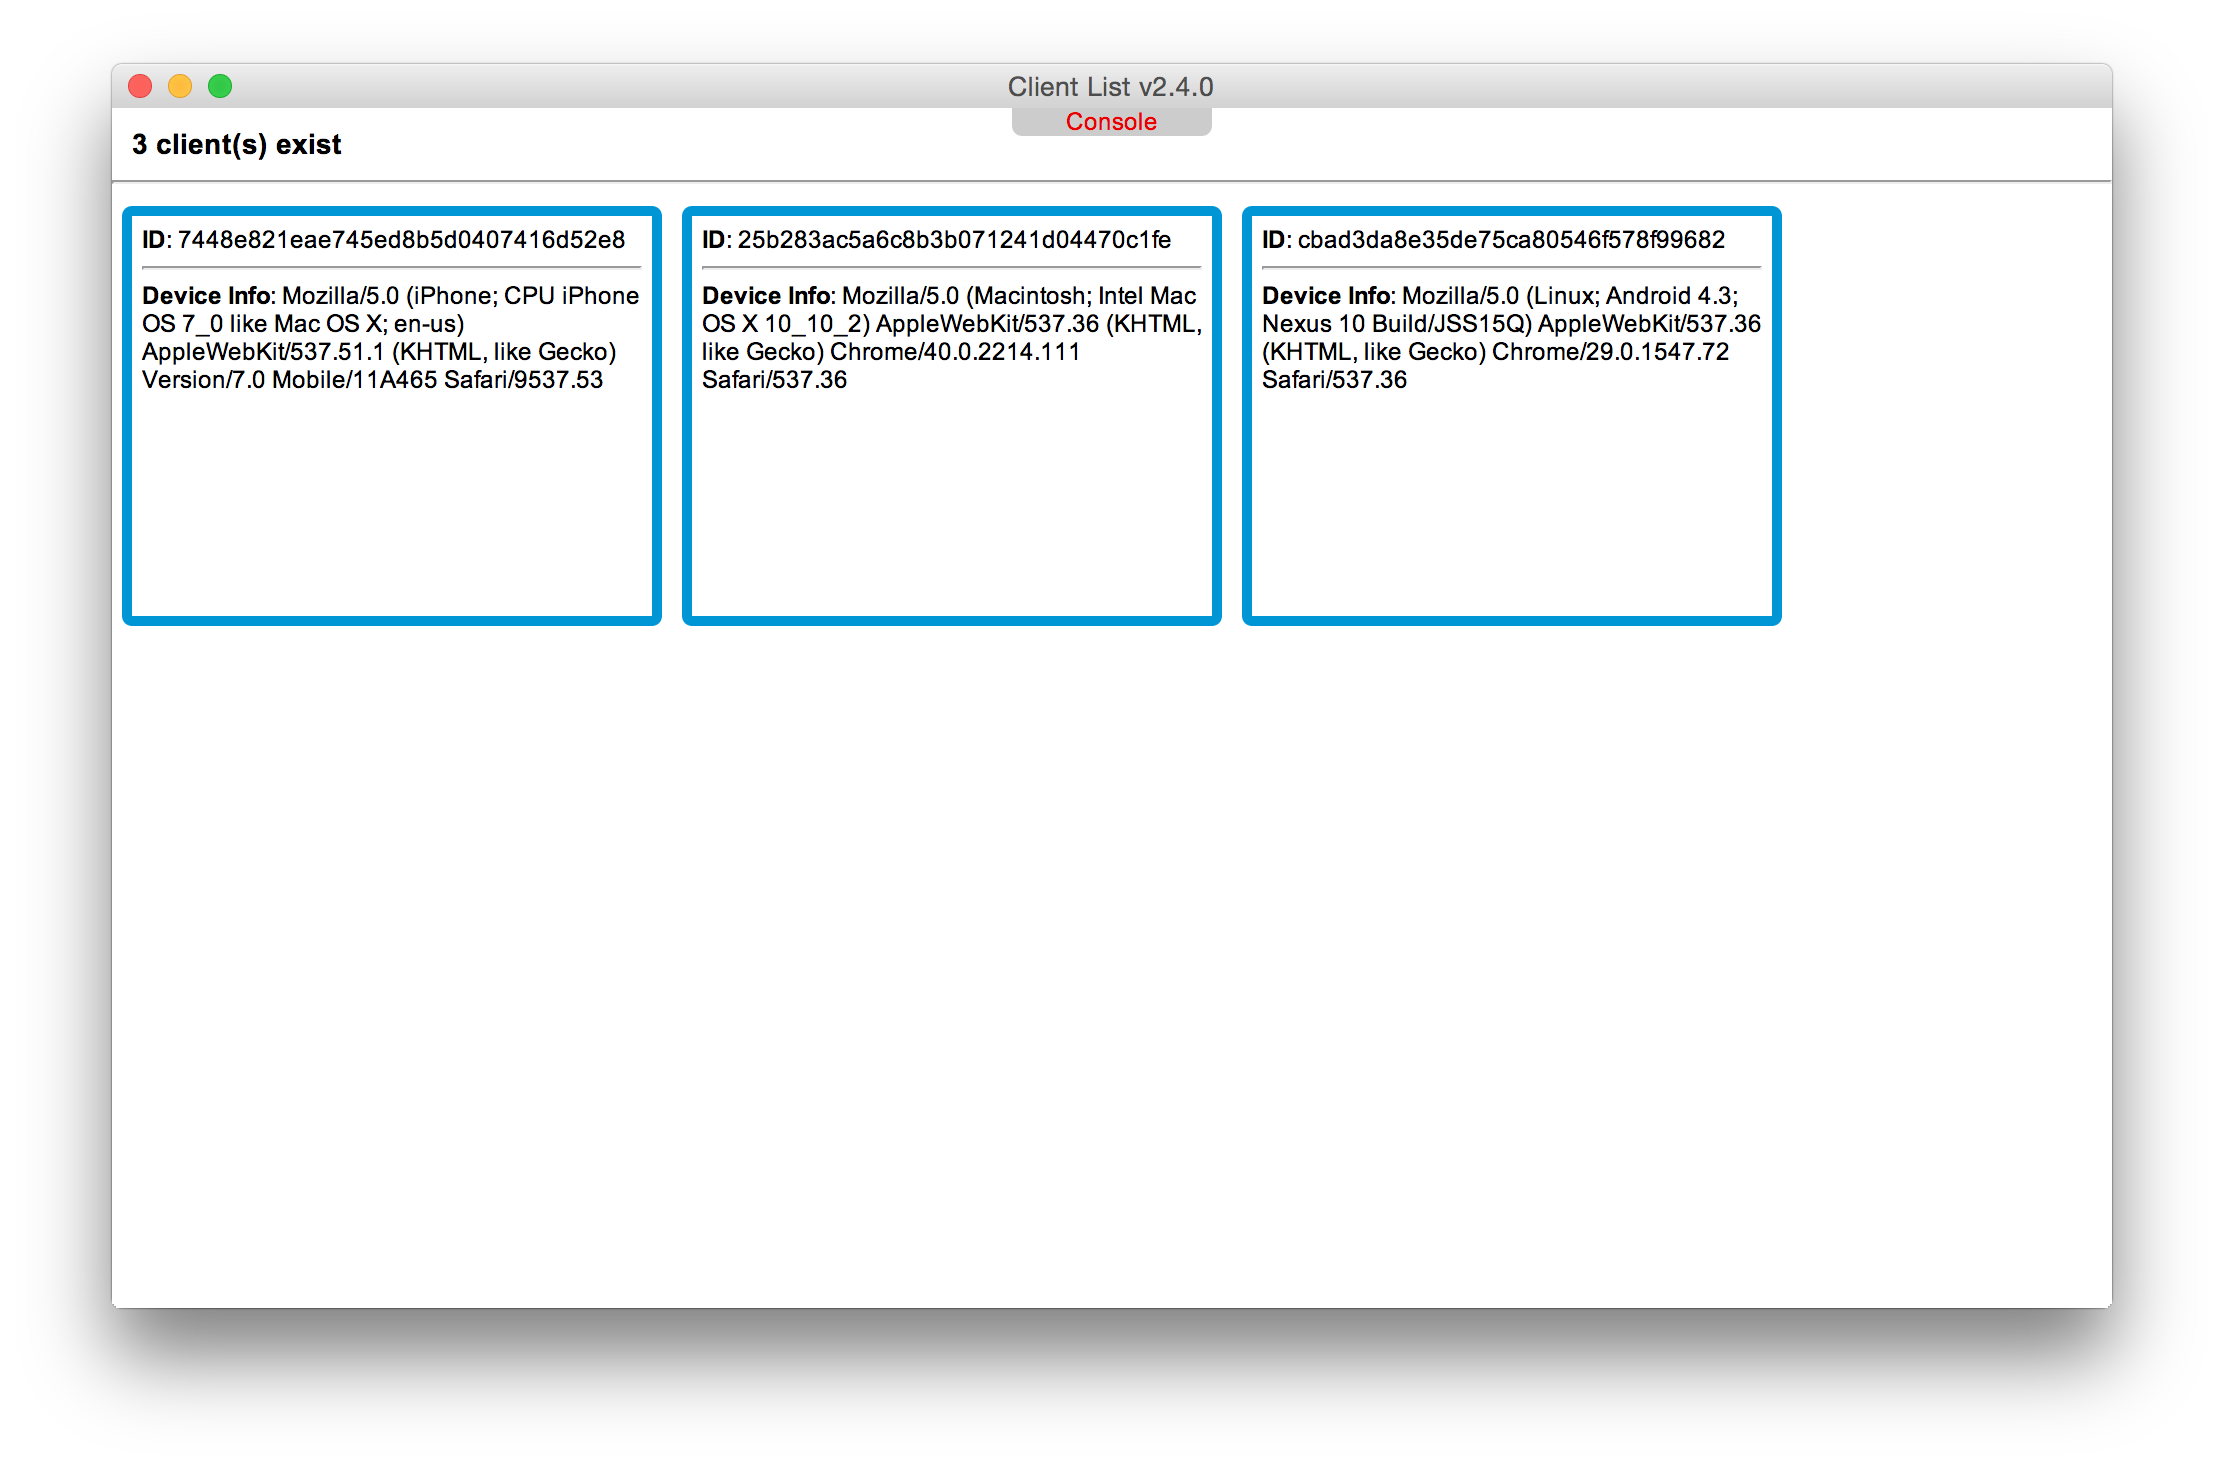 Client List v2.4.0
Console
3 client(s) exist
ID: 7448e821eae745ed8b5d0407416d52e8
Device Info: Mozilla/5.0 (iPhone; CPU iPhone
OS 7_0 like Mac OS X; en-us)
AppleWebKit/537.51.1 (KHTML, like Gecko)
Version/7.0 Mobile/11A465 Safari/9537.53
ID: 25b283ac5a6c8b3b071241d04470c1fe
Device Info: Mozilla/5.0 (Macintosh; Intel Mac
OS X 10_10_2) AppleWebKit/537.36 (KHTML,
like Gecko) Chrome/40.0.2214.111
Safari/537.36
ID: cbad3da8e35de75ca80546f578f99682
Device Info: Mozilla/5.0 (Linux; Android 4.3;
Nexus 10 Build/JSS15Q) AppleWebKit/537.36
(KHTML, like Gecko) Chrome/29.0.1547.72
Safari/537.36